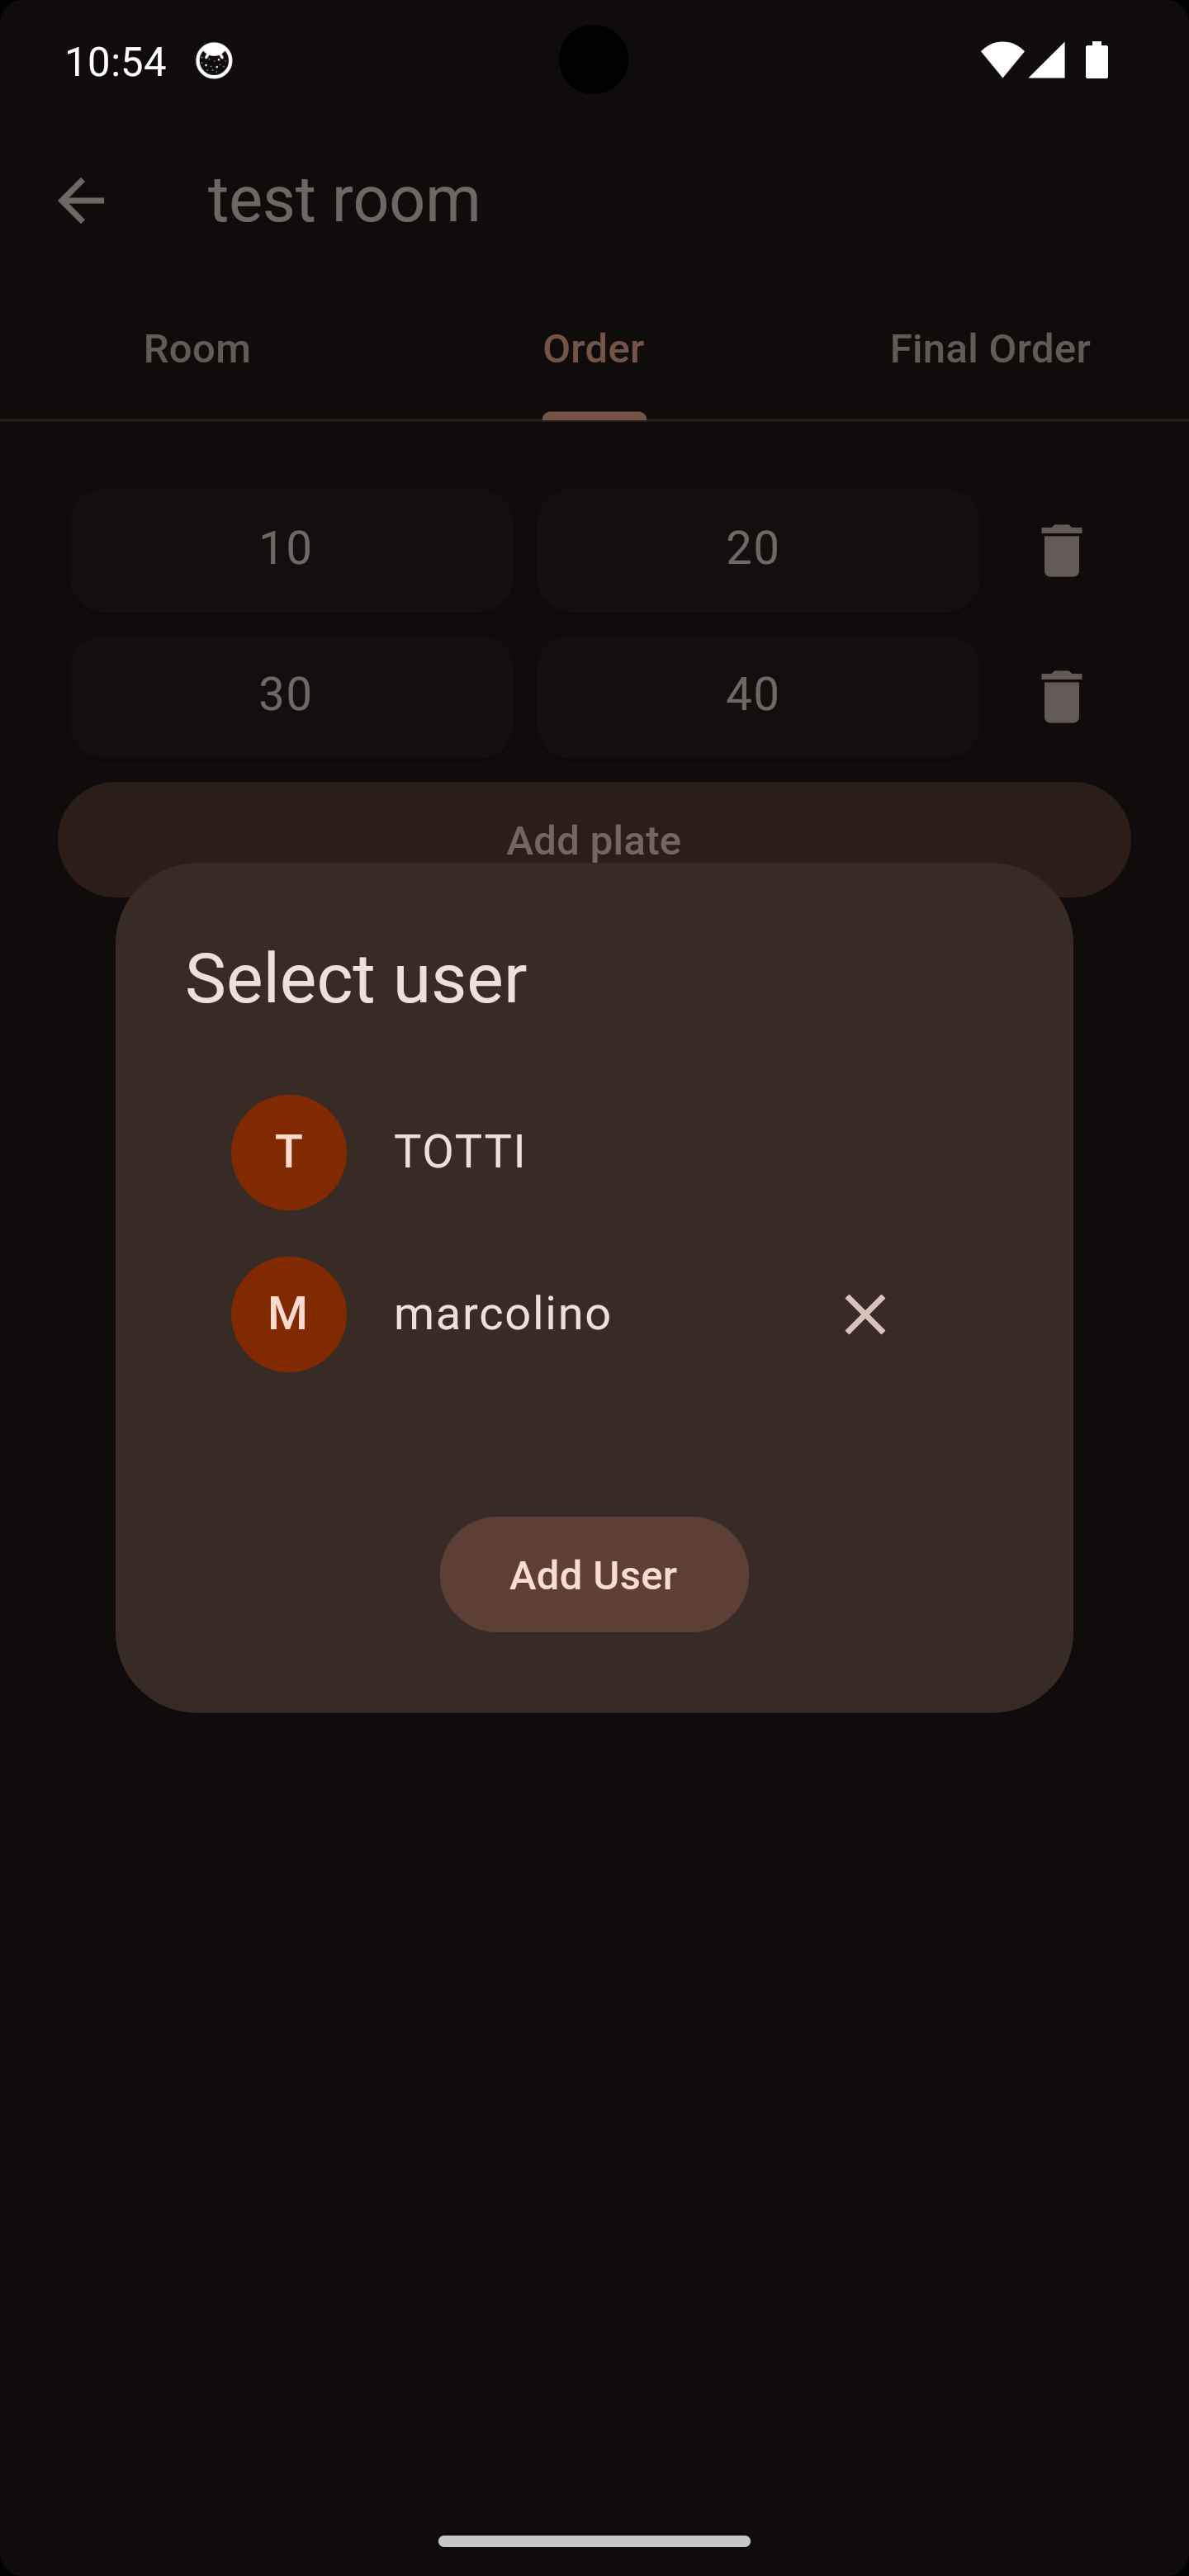 10:54
test room
Room Order Final Order
10 20
30 40
Add plate
Select user
T TOTTI
M marcolino
Add User